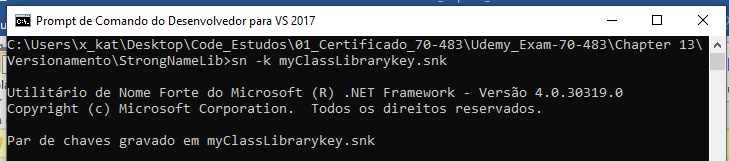 Prompt de Comando do Desenvolvedor para VS 2017
C:\Users\x_kat\Desktop\Code_Estudos\01_Certificado_70-483\Udemy_Exam-70-483\Chapter 13\
Versionamento\StrongNameLib>sn -k myClassLibrarykey.snk
Utilitário de Nome Forte do Microsoft (R) .NET Framework - Versão 4.0.30319.0
Copyright (c) Microsoft Corporation.  Todos os direitos reservados.
Par de chaves gravado em myClassLibrarykey.snk